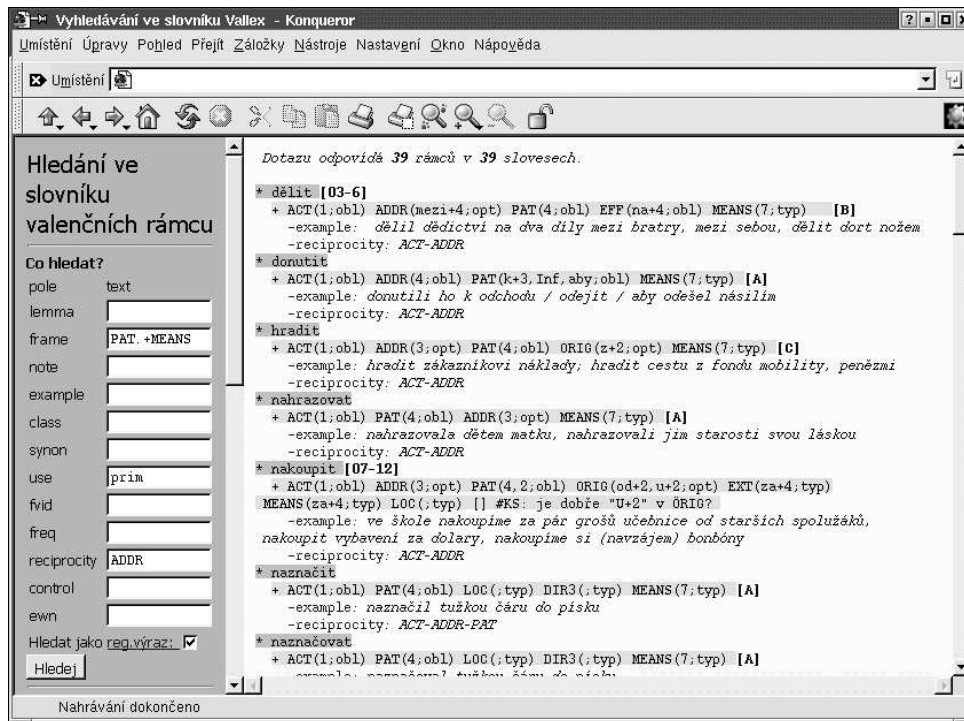 Vyhledávání ve slovníku Vallex - Konqueror
Umístění Úpravy Pohled Přejít Záložky Nástroje Nastavení Okno Nápověda
Umístění
Hledání ve
slovníku
valenčních rámcu
Co hledat?
pole text
lemma
frame PAT.+MEANS
note
example
class
synon
use prim
fvid
freq
reciprocity ADDR
control
ewn
Hledat jako reg.výraz:
Hledej
Dotazu odpovídá 39 rámců v 39 slovesech.
* dělit [03-6]
+ ACT(1;obl) ADDR(mezi+4;opt) PAT(4;obl) EFF(na+4;obl) MEANS(7;typ) [B]
-example: dělil dědictví na dva díly mezi bratry, mezi sebou, dělit dort nožem
-reciprocity: ACT-ADDR
* donutit
+ ACT(1;obl) ADDR(4;obl) PAT(k+3,Inf,aby;obl) MEANS(7;typ) [A]
-example: donutili ho k odchodu / odejít / aby odešel násilím
-reciprocity: ACT-ADDR
* hradit
+ ACT(1;obl) ADDR(3;opt) PAT(4;obl) ORIG(z+2;opt) MEANS(7;typ) [C]
-example: hradit zákazníkovi náklady; hradit cestu z fondu mobility, penězmi
-reciprocity: ACT-ADDR
* nahrazovat
+ ACT(1;obl) PAT(4;obl) ADDR(3;opt) MEANS(7;typ) [A]
-example: nahrazovala dětem matku, nahrazovali jim starosti svou láskou
-reciprocity: ACT-ADDR
* nakoupit [07-12]
+ ACT(1;obl) ADDR(3;opt) PAT(4,2;obl) ORIG(od+2,u+2;opt) EXT(za+4;typ)
MEANS(za+4;typ) LOC(;typ) [] #KS: je dobře "U+2" v ÓRIG?
-example: ve škole nakoupíme za pár grošů učebnice od starších spolužáků,
nakoupit vybavení za dolary, nakoupíme si (navzájem) bonbóny
-reciprocity: ACT-ADDR
* naznačit
+ ACT(1;obl) PAT(4;obl) LOC(;typ) DIR3(;typ) MEANS(7;typ) [A]
-example: naznačil tužkou čáru do písku
-reciprocity: ACT-ADDR-PAT
* naznačovat
+ ACT(1;obl) PAT(4;obl) LOC(;typ) DIR3(;typ) MEANS(7;typ) [A]
-example: naznačoval tužkou čáru do písku
Nahrávání dokončeno